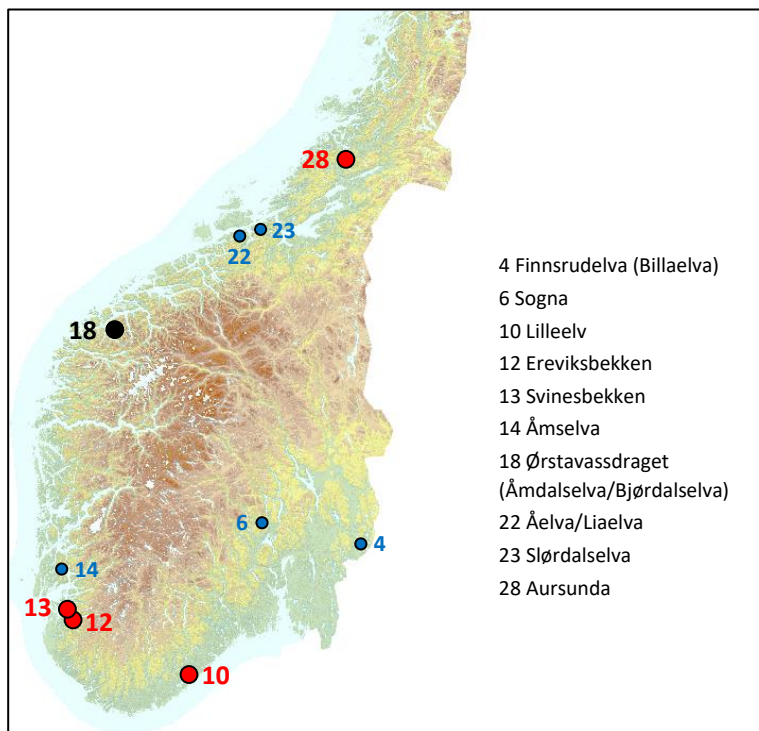 28
23
22
18
6
4
14
13
12
10
4 Finnsrudelva (Billaelva)
6 Sogna
10 Lilleelv
12 Ereviksbekken
13 Svinesbekken
14 Åmselva
18 Ørstavassdraget
(Åmdalselva/Bjørdalselva)
22 Åelva/Liaelva
23 Slørdalselva
28 Aursunda